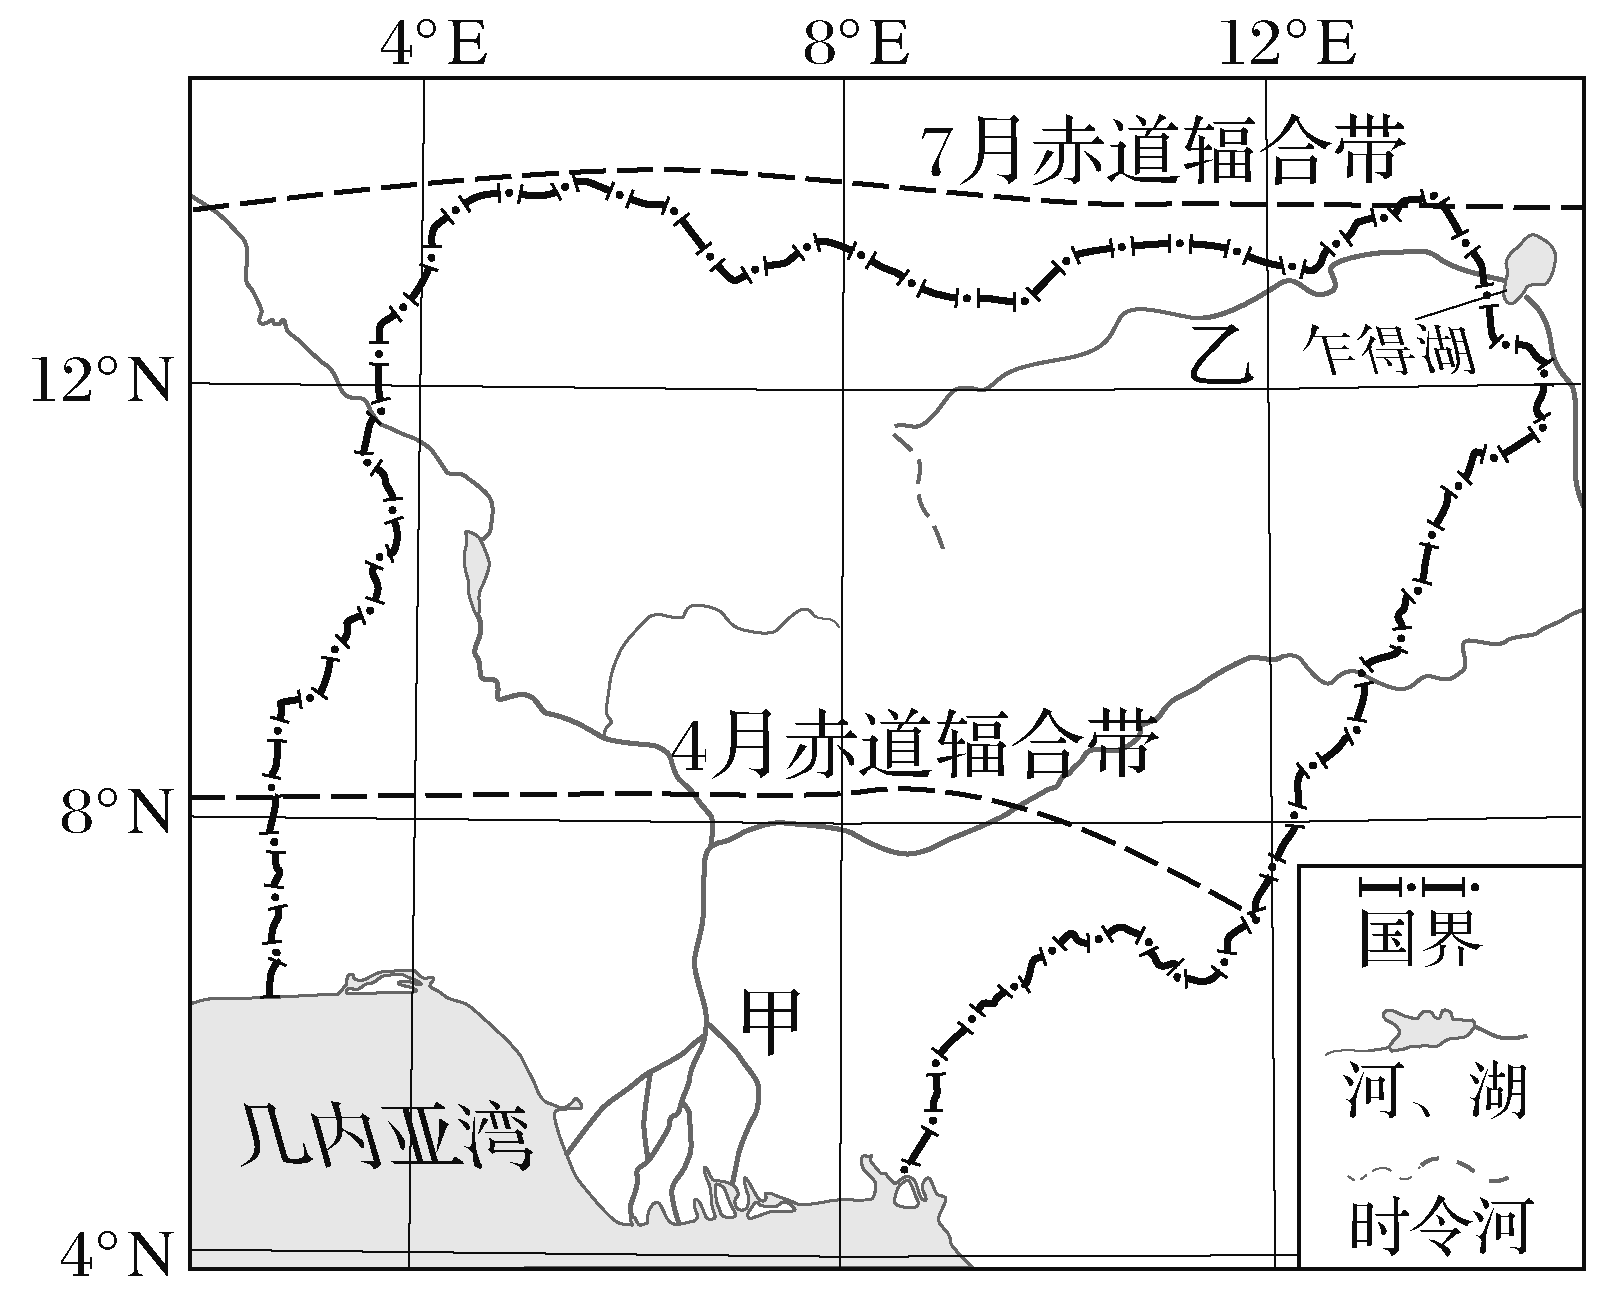 4°E 8°E 12°E
7月赤道辐合带
乙
乍得湖
12°N
4月赤道辐合带
8°N
甲
几内亚湾
4°N
国界
河、湖
时令河